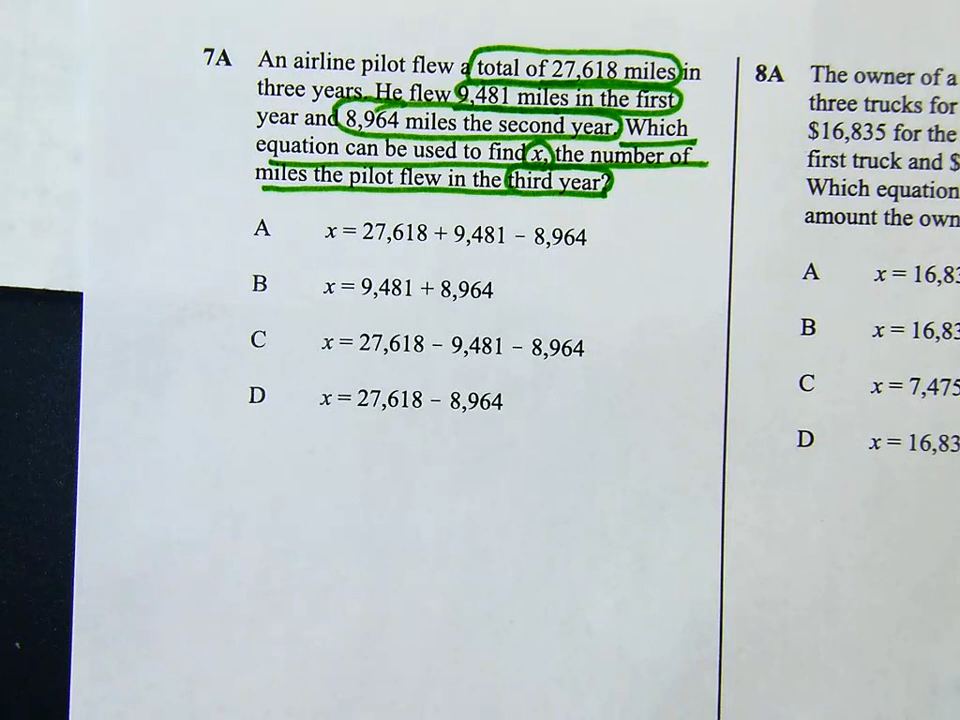 7A An airline pilot flew a total of 27,618 miles in
three years. He flew 9,481 miles in the first
year and 8,964 miles the second year. Which
equation can be used to find x, the number of
miles the pilot flew in the third year?
A x = 27,618 + 9,481 − 8,964
B x = 9,481 + 8,964
C x = 27,618 − 9,481 − 8,964
D x = 27,618 − 8,964
8A The owner of a
three trucks for
$16,835 for the
first truck and $
Which equation
amount the own
A x = 16,83
B x = 16,83
C x = 7,475
D x = 16,83